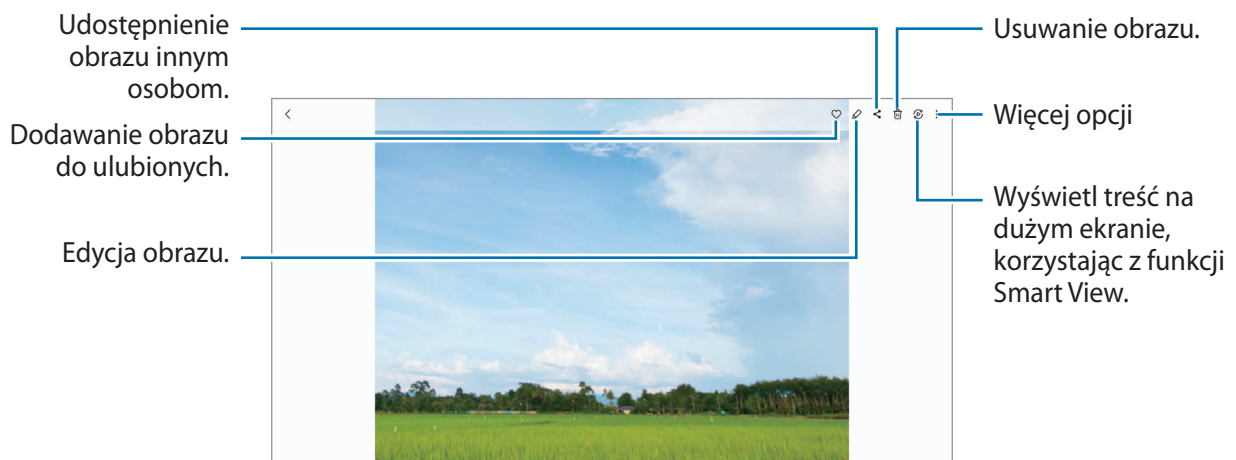 Udostępnienie
obrazu innym
osobom.
Dodawanie obrazu
do ulubionych.
Edycja obrazu.
Usuwanie obrazu.
Więcej opcji
Wyświetl treść na
dużym ekranie,
korzystając z funkcji
Smart View.